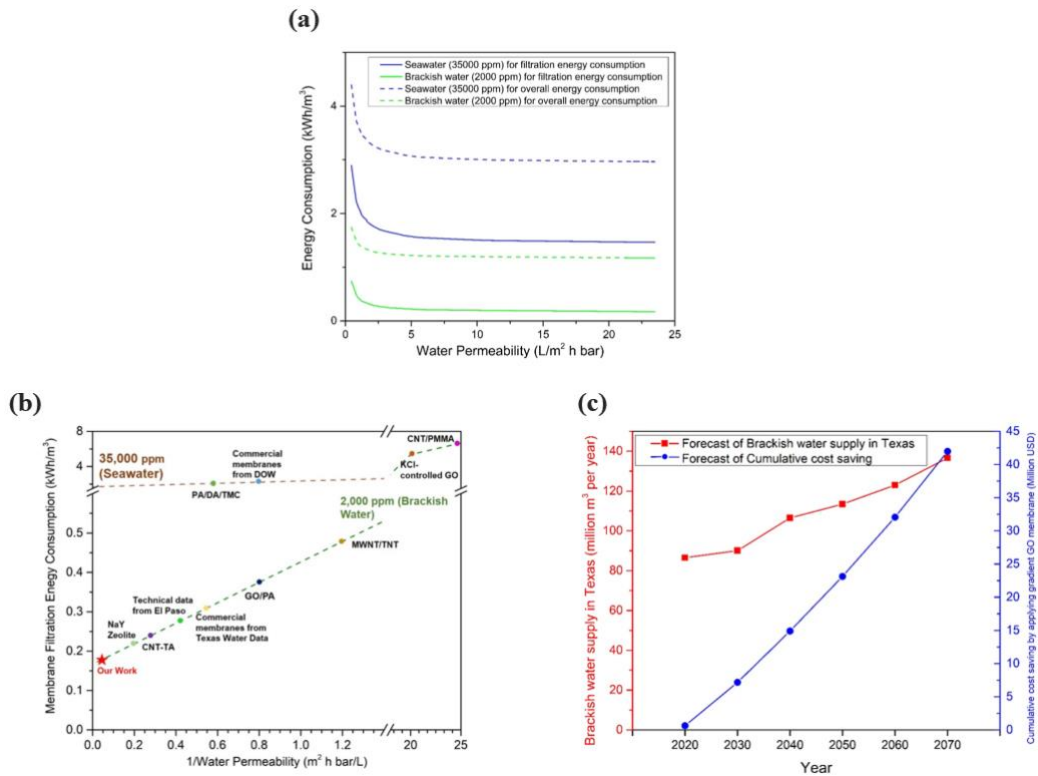 (a)
Seawater (35000 ppm) for filtration energy consumption
Brackish water (2000 ppm) for filtration energy consumption
Seawater (35000 ppm) for overall energy consumption
Brackish water (2000 ppm) for overall energy consumption
Energy Consumption (kWh/m³)
4
2
0
0 5 10 15 20 25
Water Permeability (L/m² h bar)
(b)
Membrane Filtration Energy Consumption (kWh/m³)
8
4
2
0.5
0.4
0.3
0.2
0.1
0.0
35,000 ppm
(Seawater)
Commercial
membranes
from DOW
PA/DA/TMC
CNT/PMMA
KCl-
controlled GO
2,000 ppm (Brackish
Water)
MWNT/TNT
GO/PA
Technical data
from El Paso
Commercial
membranes from
Texas Water Data
NaY
Zeolite
CNT-TA
Our Work
0.0 0.2 0.4 0.6 0.8 1.0 1.2 20 25
1/Water Permeability (m² h bar/L)
(c)
Forecast of Brackish water supply in Texas
Forecast of Cumulative cost saving
Brackish water supply in Texas (million m³ per year)
140
120
100
80
60
40
20
0
45
40
35
30
25
20
15
10
5
0
Cumulative cost saving by applying gradient GO membrane (Million USD)
2020 2030 2040 2050 2060 2070
Year